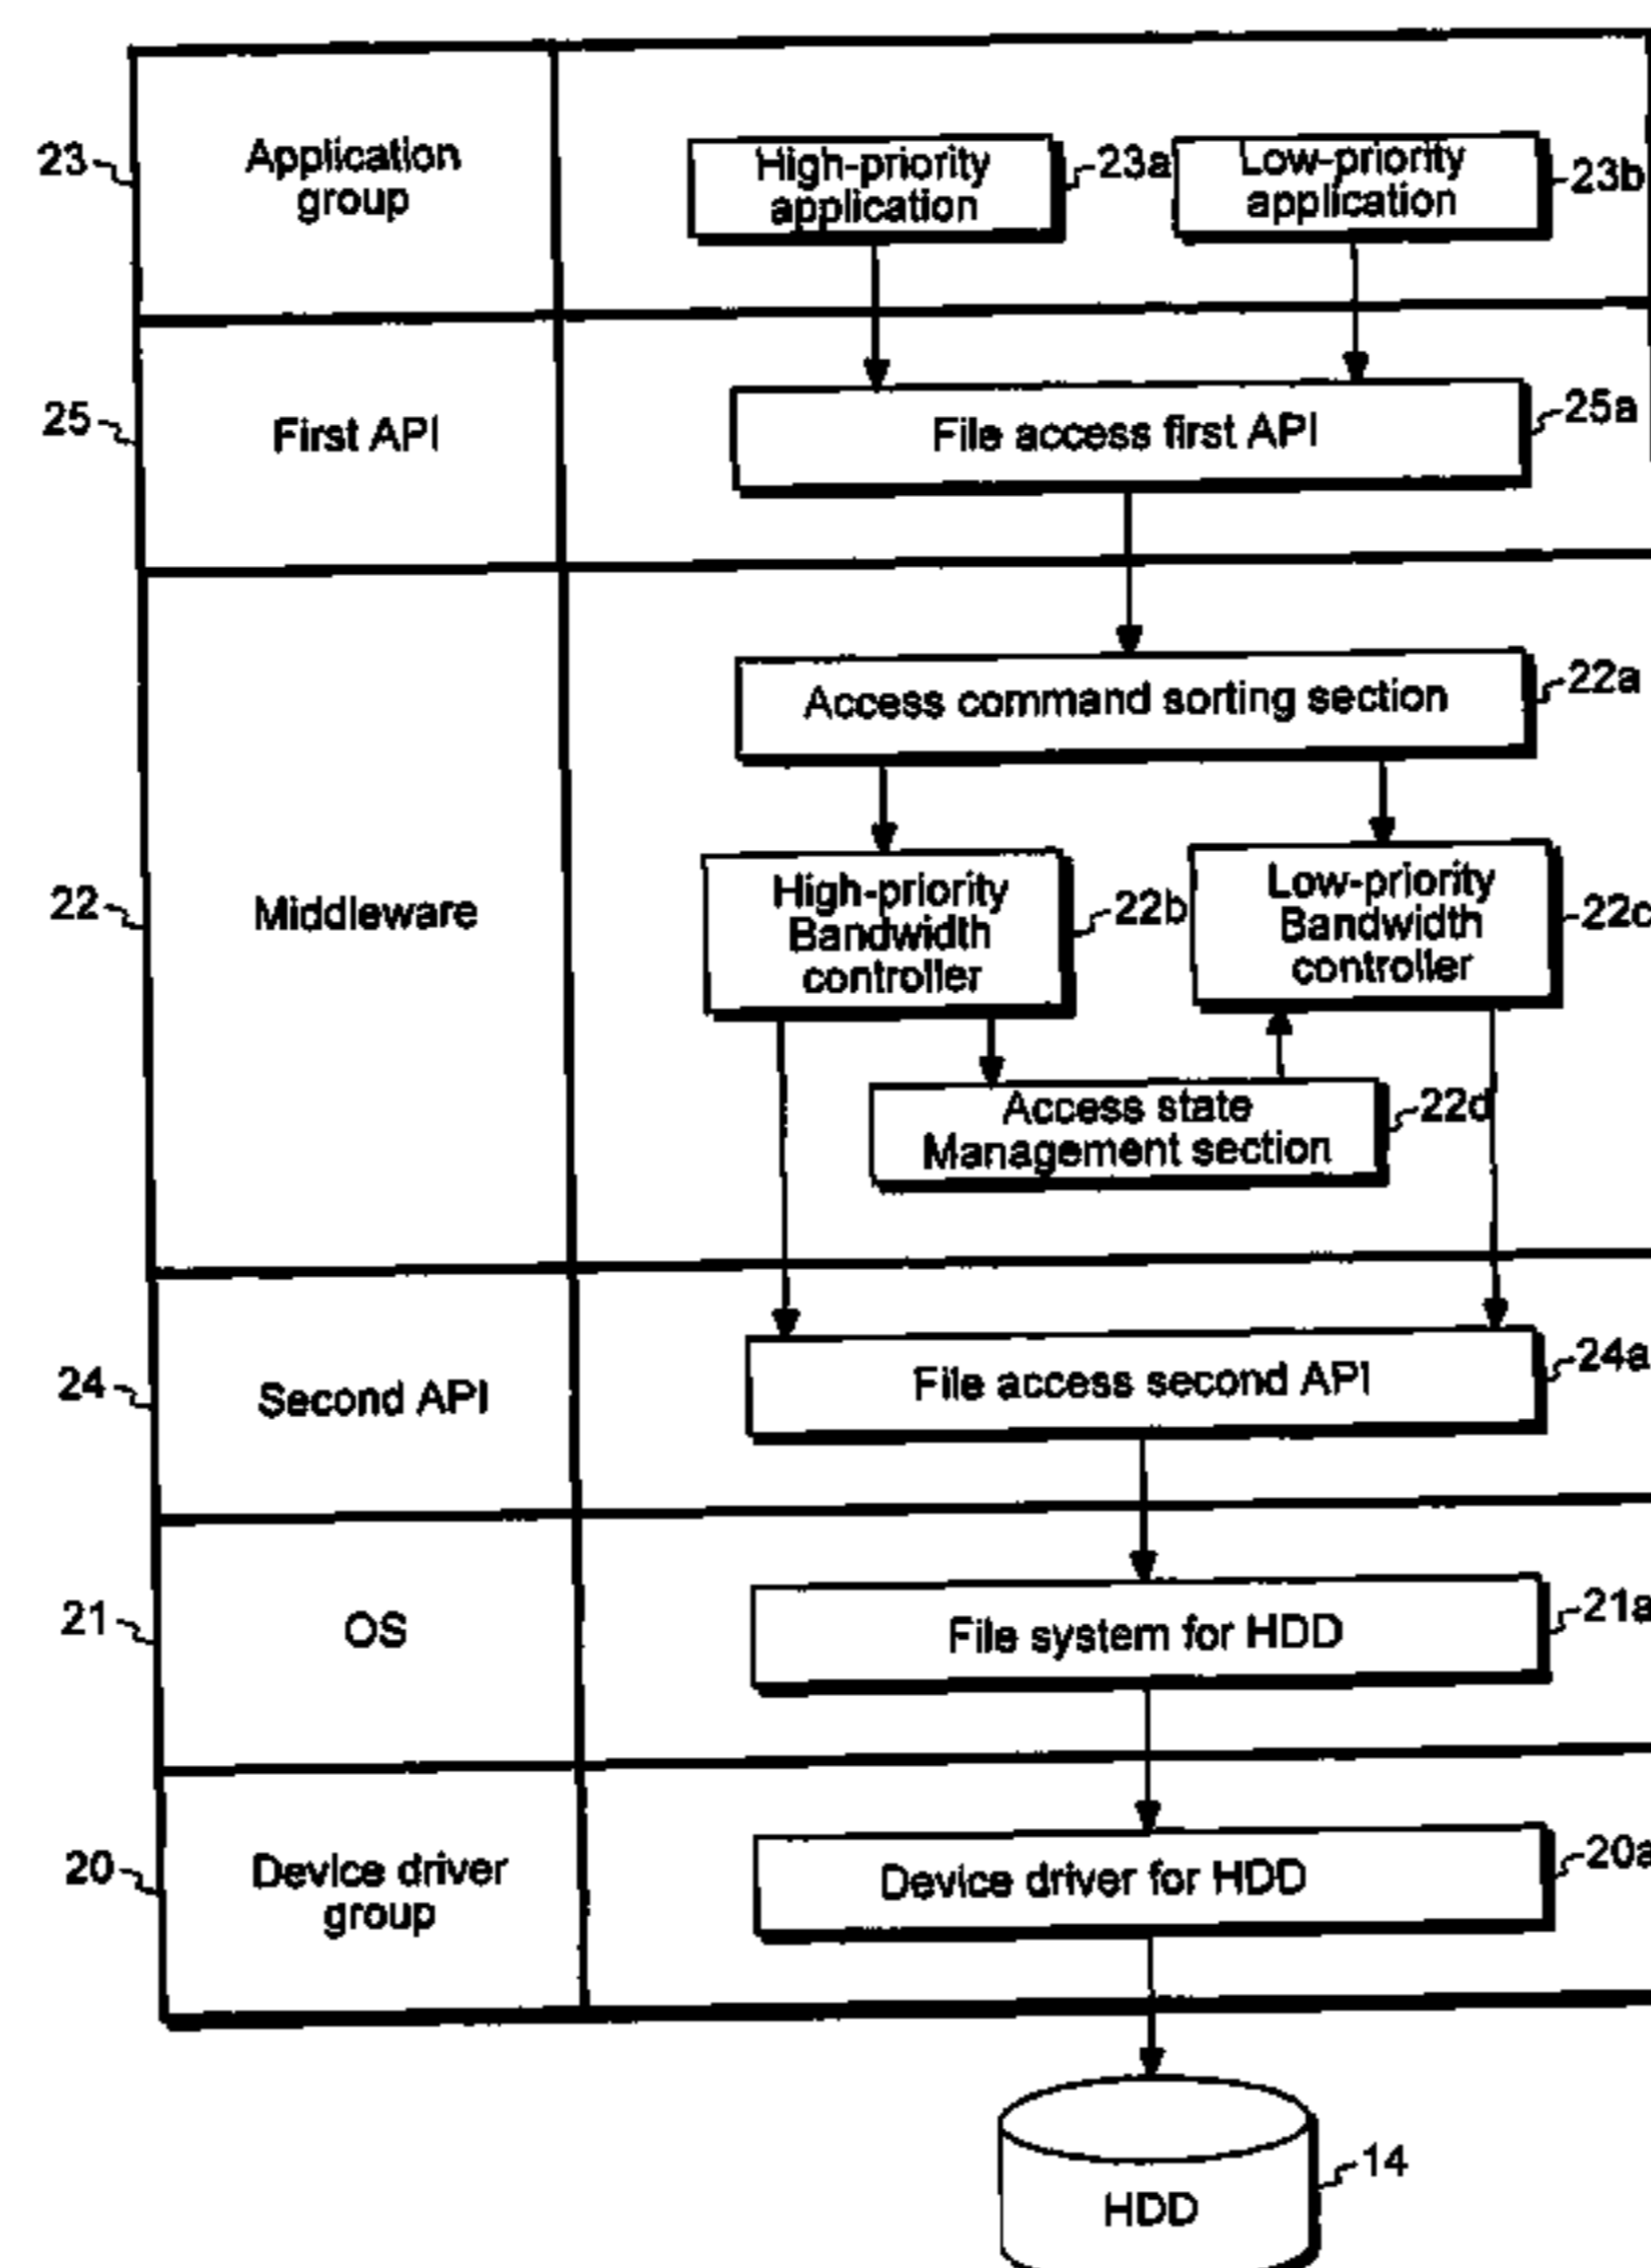 23
Application
group
High-priority
application
23a
Low-priority
application
23b
25
First API
File access first API
25a
Access command sorting section
22a
22
Middleware
High-priority
Bandwidth
controller
22b
Low-priority
Bandwidth
controller
22c
Access state
Management section
22d
24
Second API
File access second API
24a
21
OS
File system for HDD
21a
20
Device driver
group
Device driver for HDD
20a
14
HDD